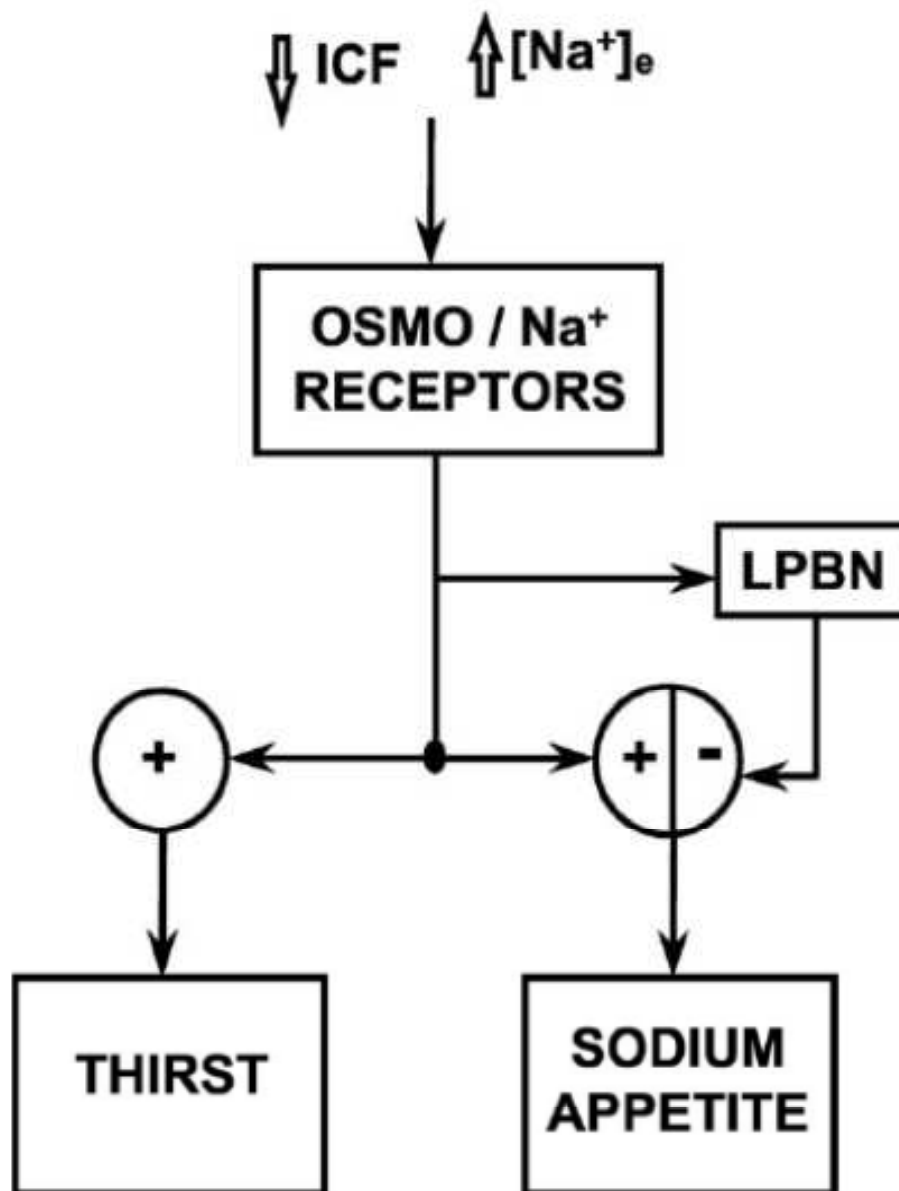 ICF [Na⁺]ₑ
OSMO / Na⁺
RECEPTORS
LPBN
+
+ -
THIRST
SODIUM
APPETITE